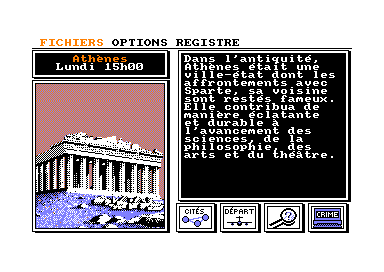 FICHIERS OPTIONS REGISTRE
Athènes
Lundi 15h00
Dans l'antiquité,
Athènes était une
ville-état dont les
affrontements avec
Sparte, sa voisine
sont restés fameux.
Elle contribua de
manière éclatante
et durable à
l'avancement des
sciences, de la
philosophie, des
arts et du théâtre.
CITÉS DÉPART CRIME